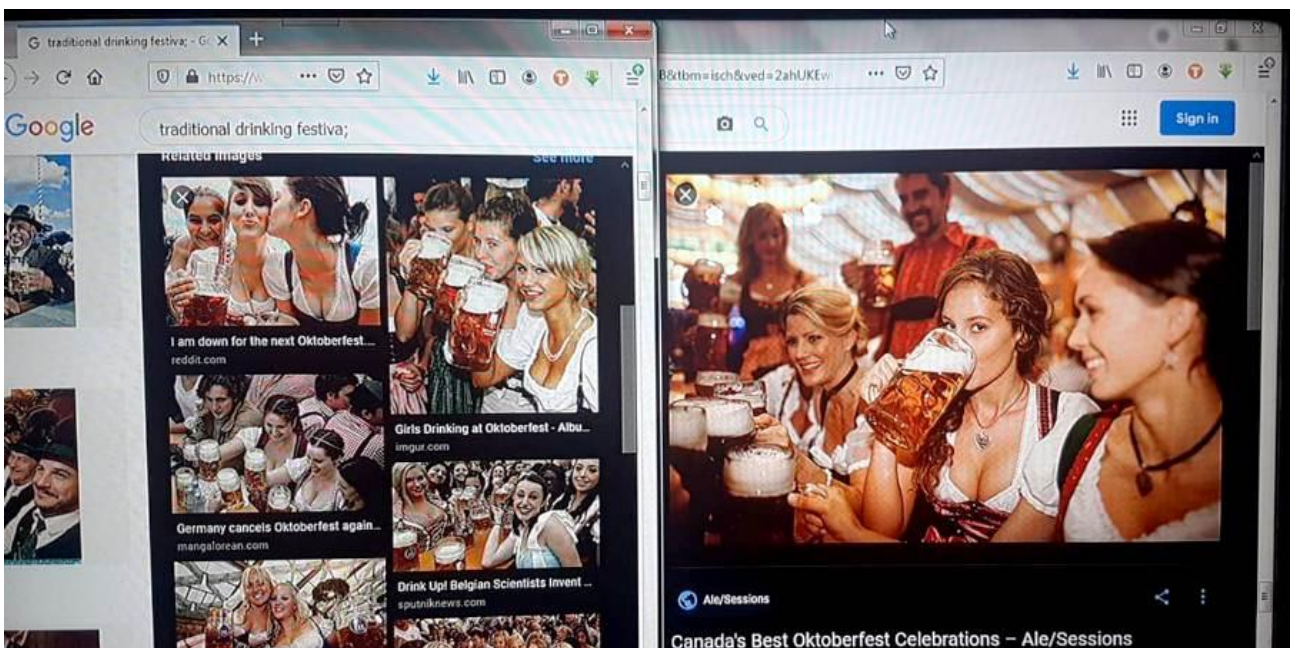 G traditional drinking festiva; - Go
https://w
Google
traditional drinking festiva;
Related Images
See more
I am down for the next Oktoberfest....
reddit.com
Girls Drinking at Oktoberfest - Albu...
imgur.com
Germany cancels Oktoberfest again...
mangalorean.com
Drink Up! Belgian Scientists Invent ...
sputniknews.com
B&tbm=isch&ved=2ahUKEw
Sign in
Ale/Sessions
Canada's Best Oktoberfest Celebrations – Ale/Sessions